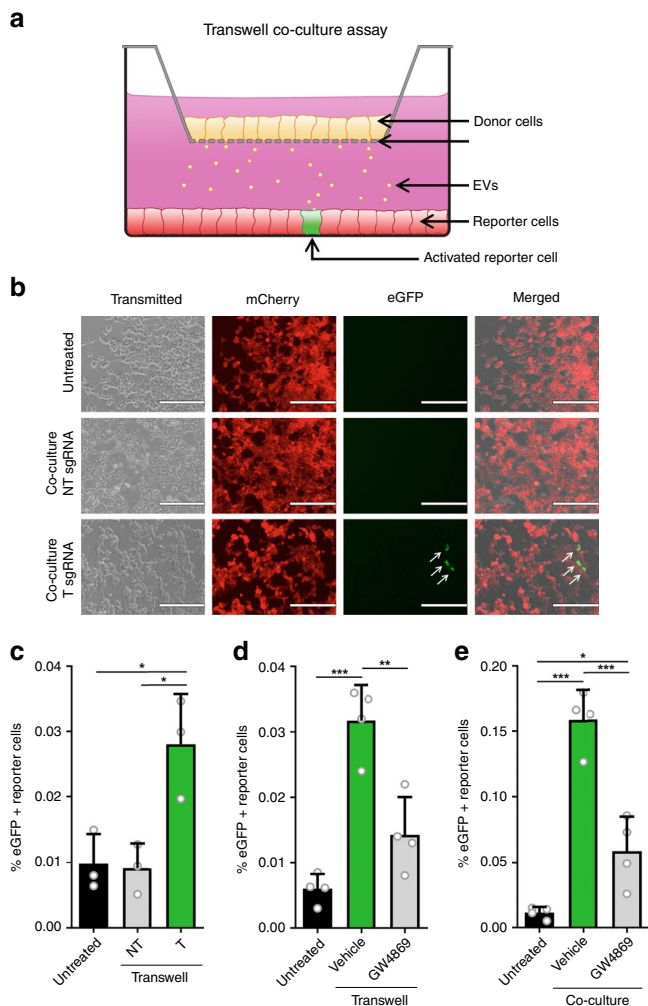 a
Transwell co-culture assay
Donor cells
EVs
Reporter cells
Activated reporter cell
b
Transmitted mCherry eGFP Merged
Untreated
Co-culture
NT sgRNA
Co-culture
T sgRNA
c
% eGFP + reporter cells
0.04
0.03
0.02
0.01
0.00
* 
*
Untreated NT T
Transwell
d
% eGFP + reporter cells
0.04
0.03
0.02
0.01
0.00
*** **
Untreated Vehicle GW4869
Transwell
e
% eGFP + reporter cells
0.20
0.15
0.10
0.05
0.00
*
*** ***
Untreated Vehicle GW4869
Co-culture